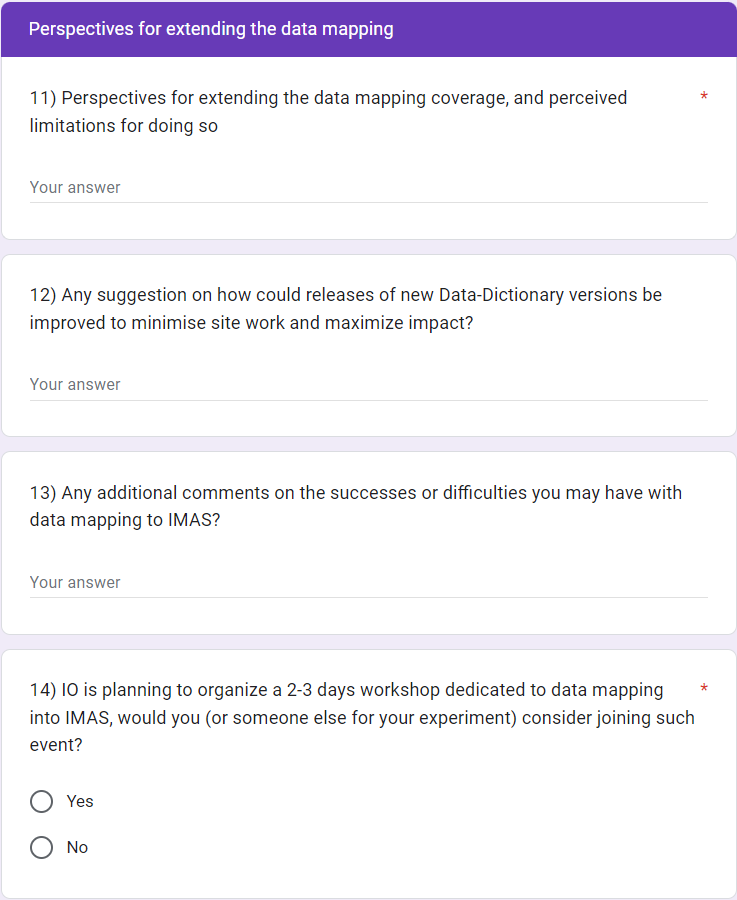 Perspectives for extending the data mapping
11) Perspectives for extending the data mapping coverage, and perceived *
limitations for doing so
Your answer
12) Any suggestion on how could releases of new Data-Dictionary versions be
improved to minimise site work and maximize impact?
Your answer
13) Any additional comments on the successes or difficulties you may have with
data mapping to IMAS?
Your answer
14) IO is planning to organize a 2-3 days workshop dedicated to data mapping *
into IMAS, would you (or someone else for your experiment) consider joining such
event?
Yes
No